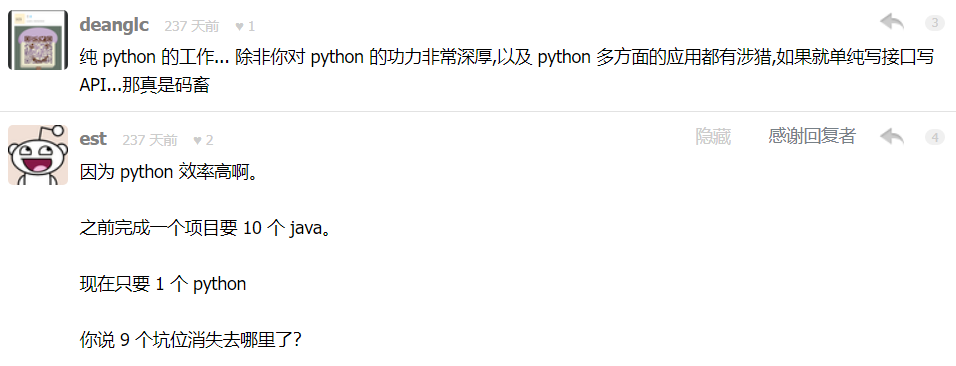 deanglc 237 天前 ♥ 1 3
纯 python 的工作... 除非你对 python 的功力非常深厚,以及 python 多方面的应用都有涉猎,如果就单纯写接口写
API...那真是码畜
est 237 天前 ♥ 2 隐藏 感谢回复者 4
因为 python 效率高啊。
之前完成一个项目要 10 个 java。
现在只要 1 个 python
你说 9 个坑位消失去哪里了?